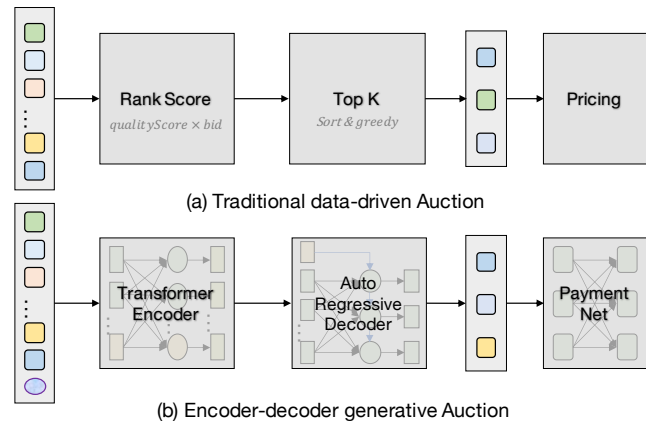 Rank Score
qualityScore × bid
Top K
Sort & greedy
Pricing
(a) Traditional data-driven Auction
Transformer
Encoder
Auto
Regressive
Decoder
Payment
Net
(b) Encoder-decoder generative Auction